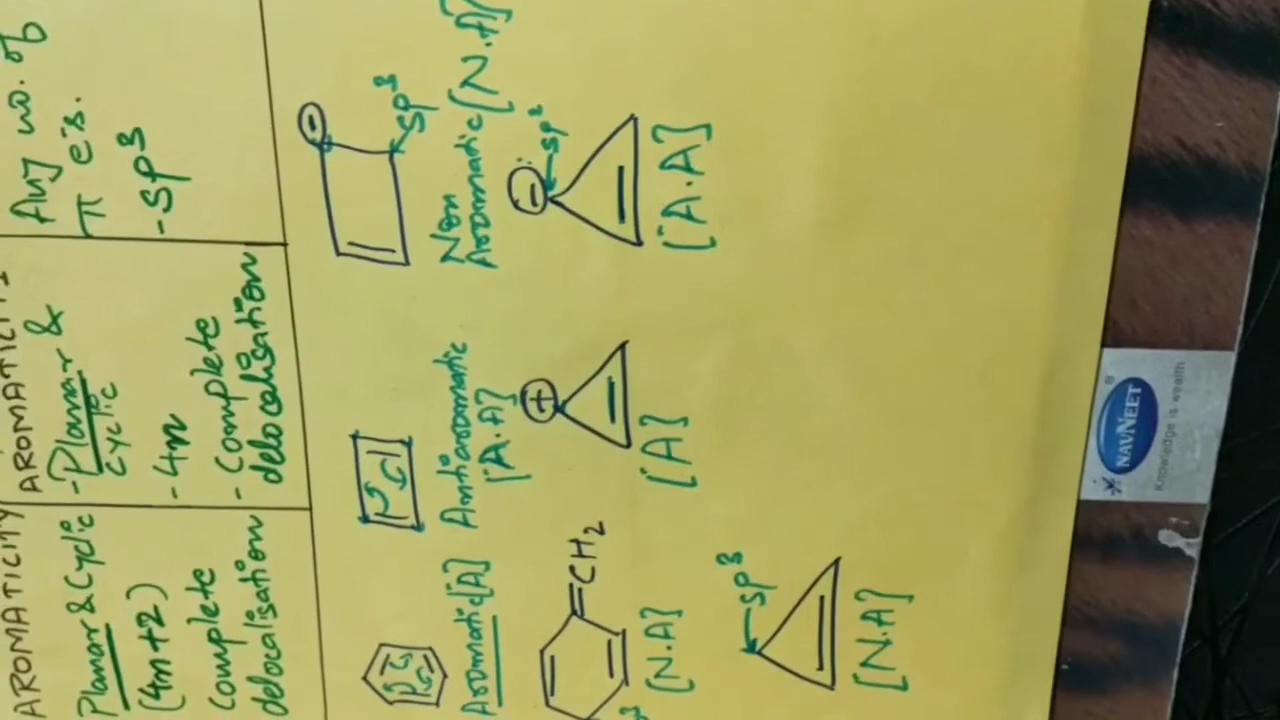 AROMATICITY
Planar & Cyclic
(4n+2)
Complete
delocalisation
AROMATICITY
- Planar &
Cyclic
- 4n
- Complete
delocalisation
Any no. of
π e⁻s.
- sp³
Aromatic [A]
Antiaromatic
[A.A]
⊖
sp³
Non
Aromatic [N.A]
=CH₂
[N.A]
⊕
[A]
⊖
sp²
[A.A]
sp³
[N.A]
NAVNEET
Knowledge is wealth